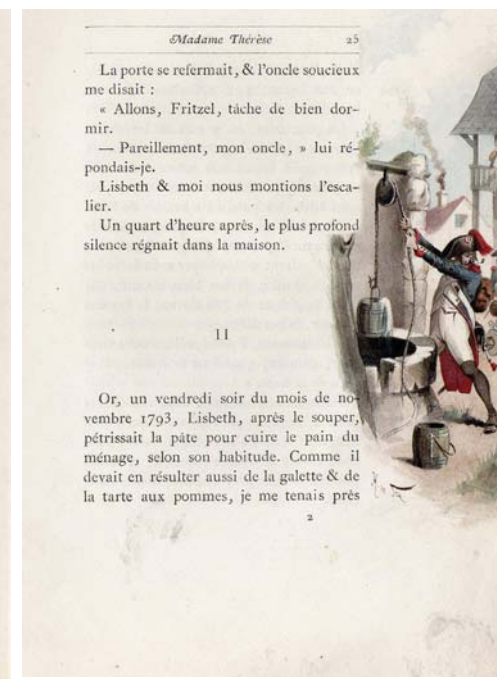 Madame Thérèse 25
La porte se refermait, & l'oncle soucieux
me disait :
« Allons, Fritzel, tâche de bien dor-
mir.
— Pareillement, mon oncle, » lui ré-
pondais-je.
Lisbeth & moi nous montions l'esca-
lier.
Un quart d'heure après, le plus profond
silence régnait dans la maison.
II
Or, un vendredi soir du mois de no-
vembre 1793, Lisbeth, après le souper,
pétrissait la pâte pour cuire le pain du
ménage, selon son habitude. Comme il
devait en résulter aussi de la galette & de
la tarte aux pommes, je me tenais près
2